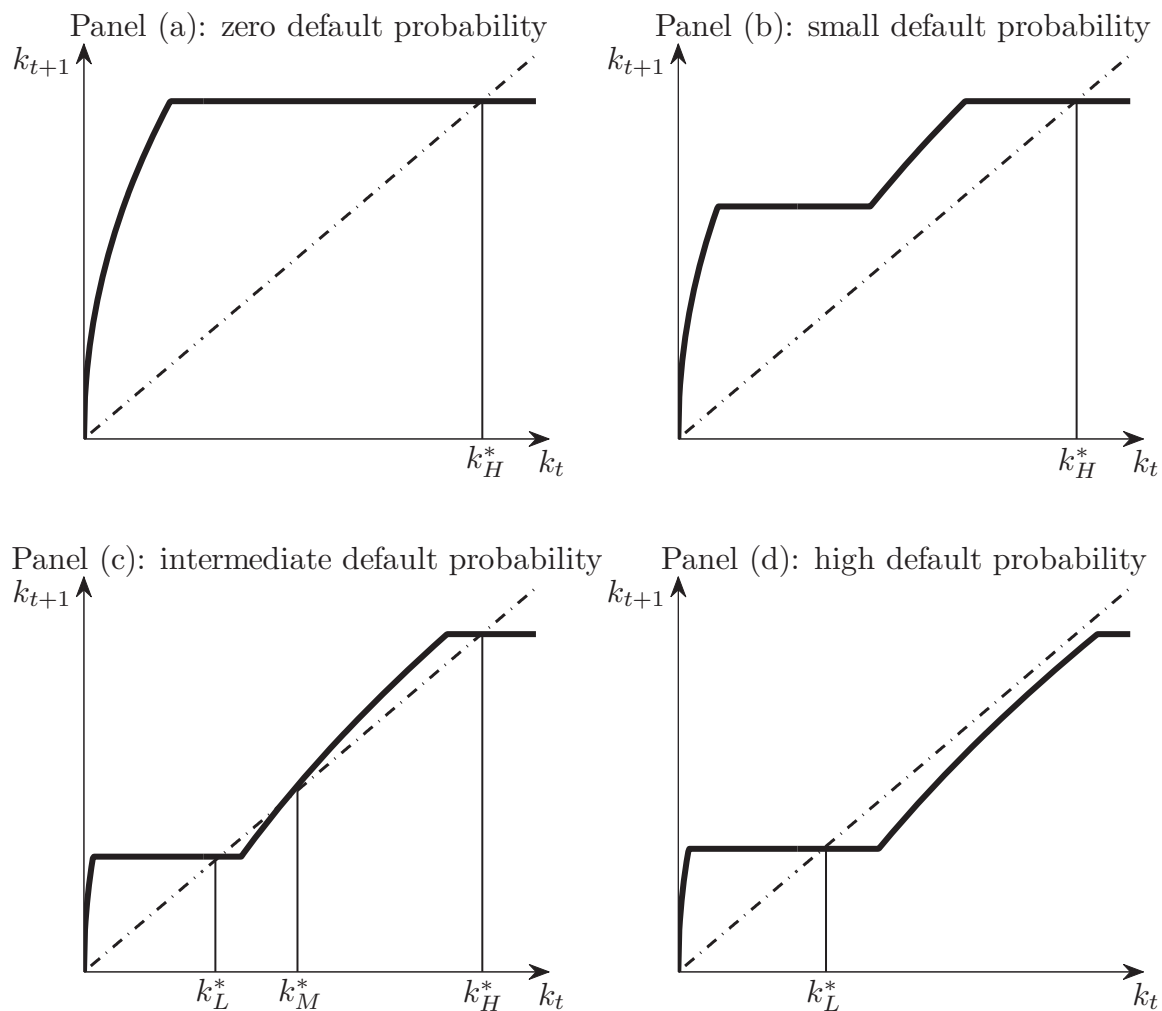 Panel (a): zero default probability
k_{t+1}
k_H^*
k_t
Panel (b): small default probability
k_{t+1}
k_H^*
k_t
Panel (c): intermediate default probability
k_{t+1}
k_L^*
k_M^*
k_H^*
k_t
Panel (d): high default probability
k_{t+1}
k_L^*
k_t